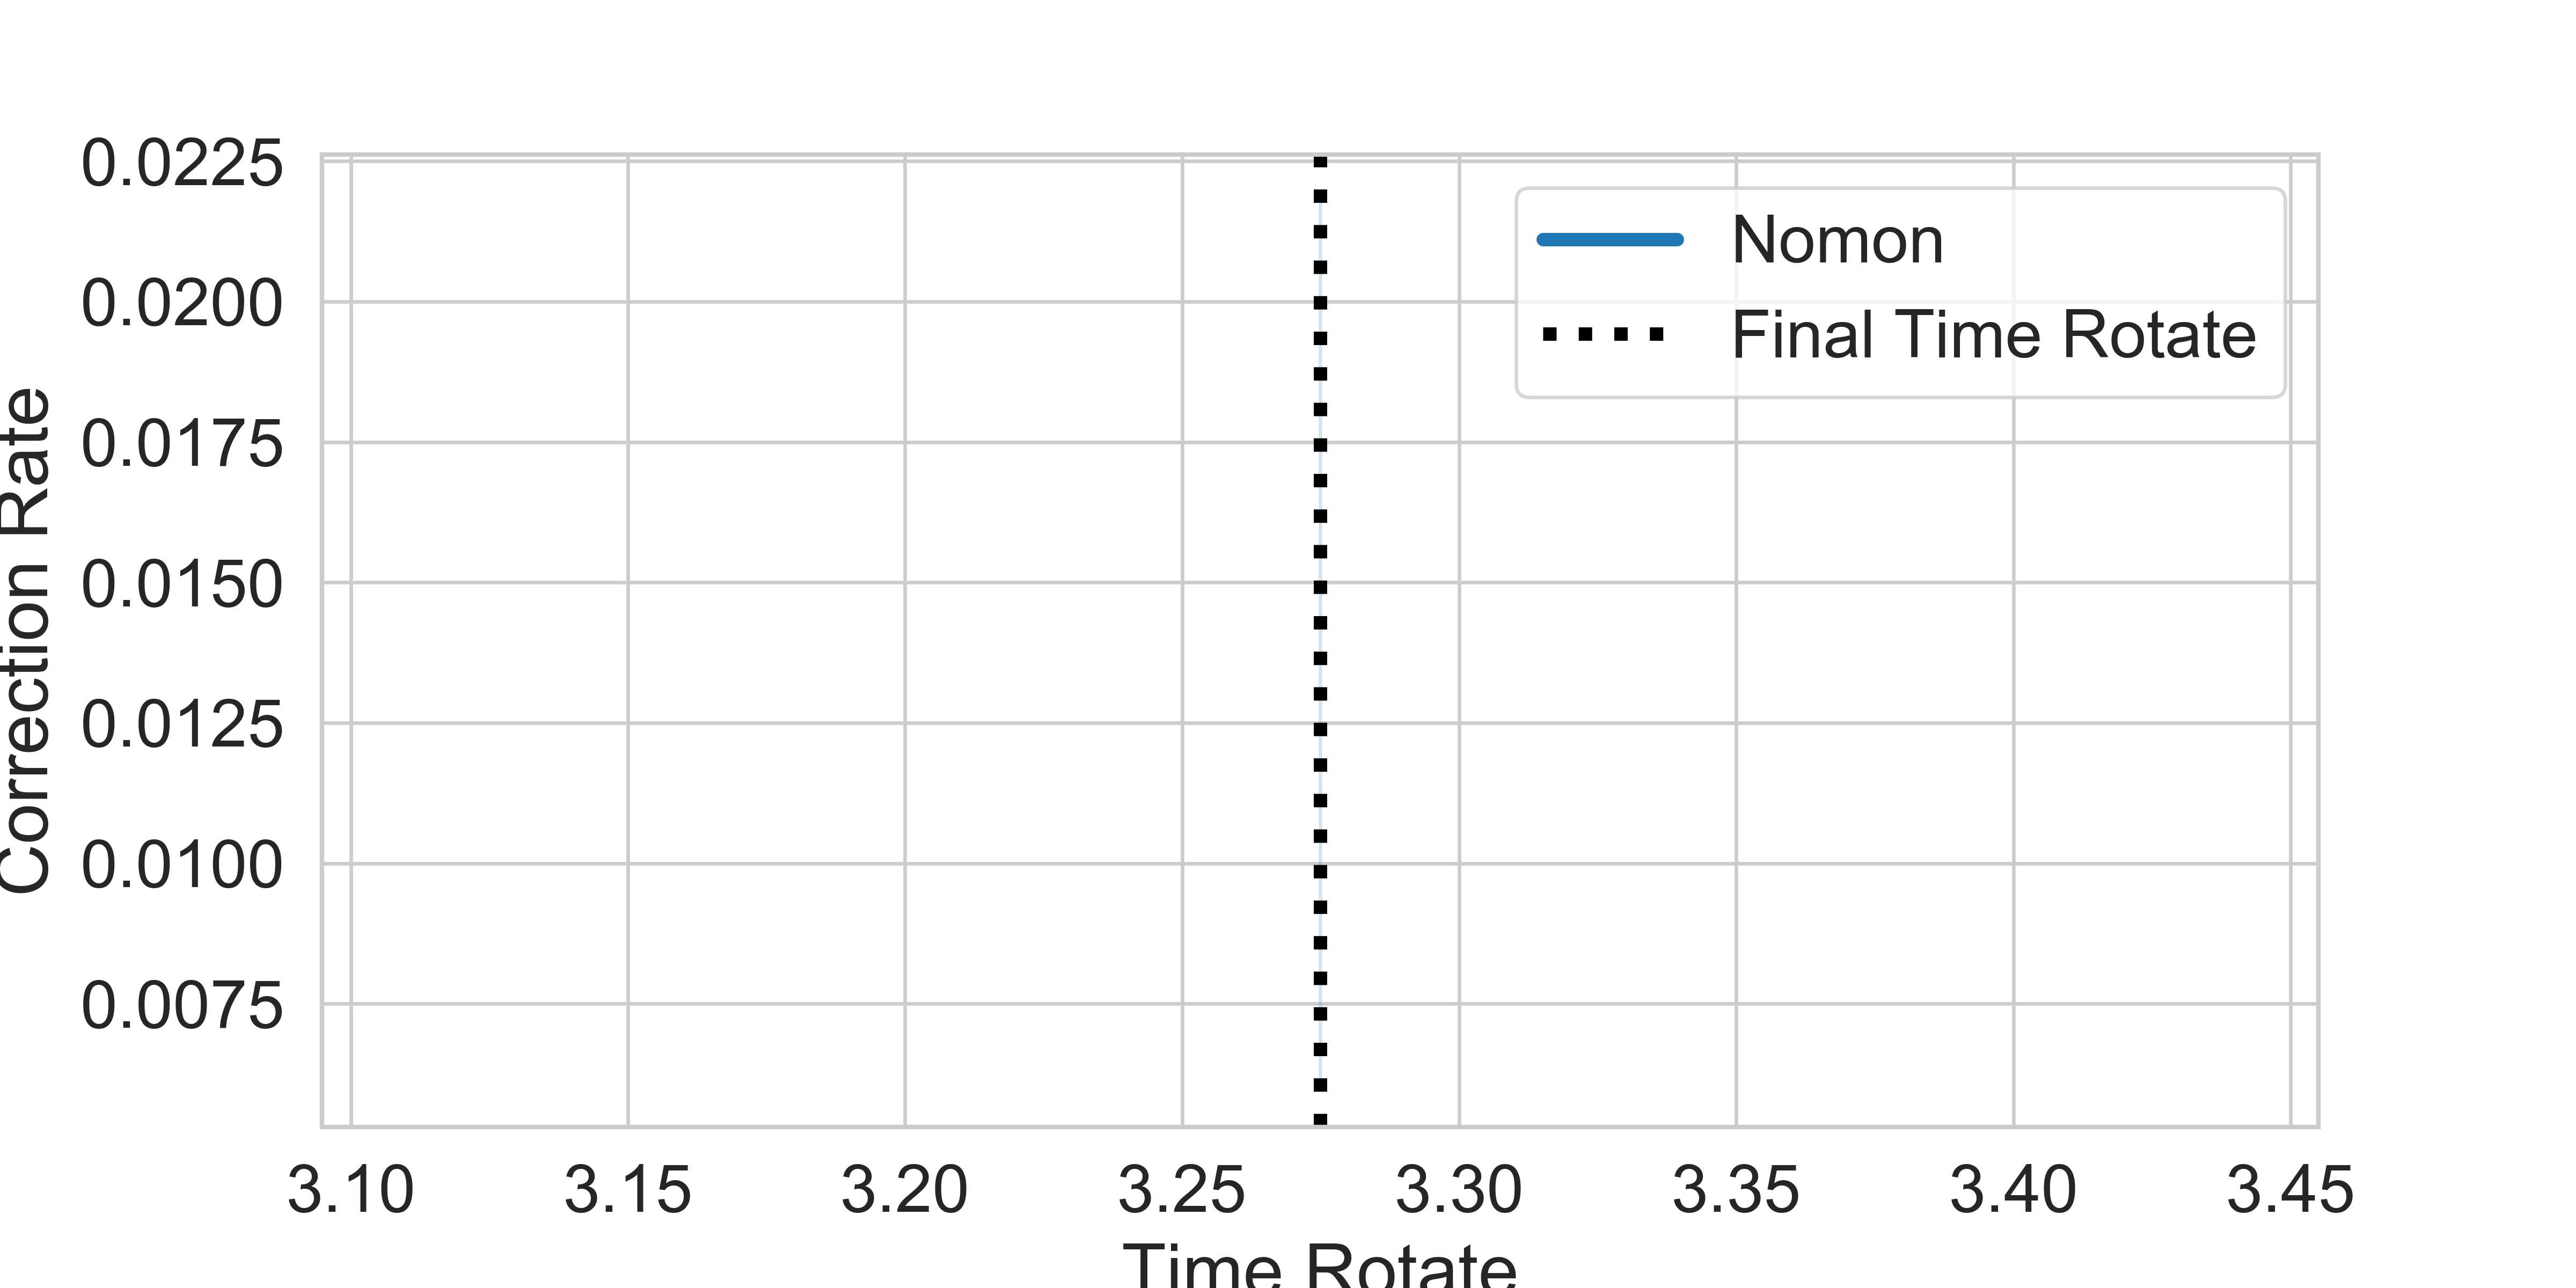 0.0225
0.0200
0.0175
0.0150
0.0125
0.0100
0.0075
Correction Rate
Nomon
Final Time Rotate
3.10 3.15 3.20 3.25 3.30 3.35 3.40 3.45
Time Rotate